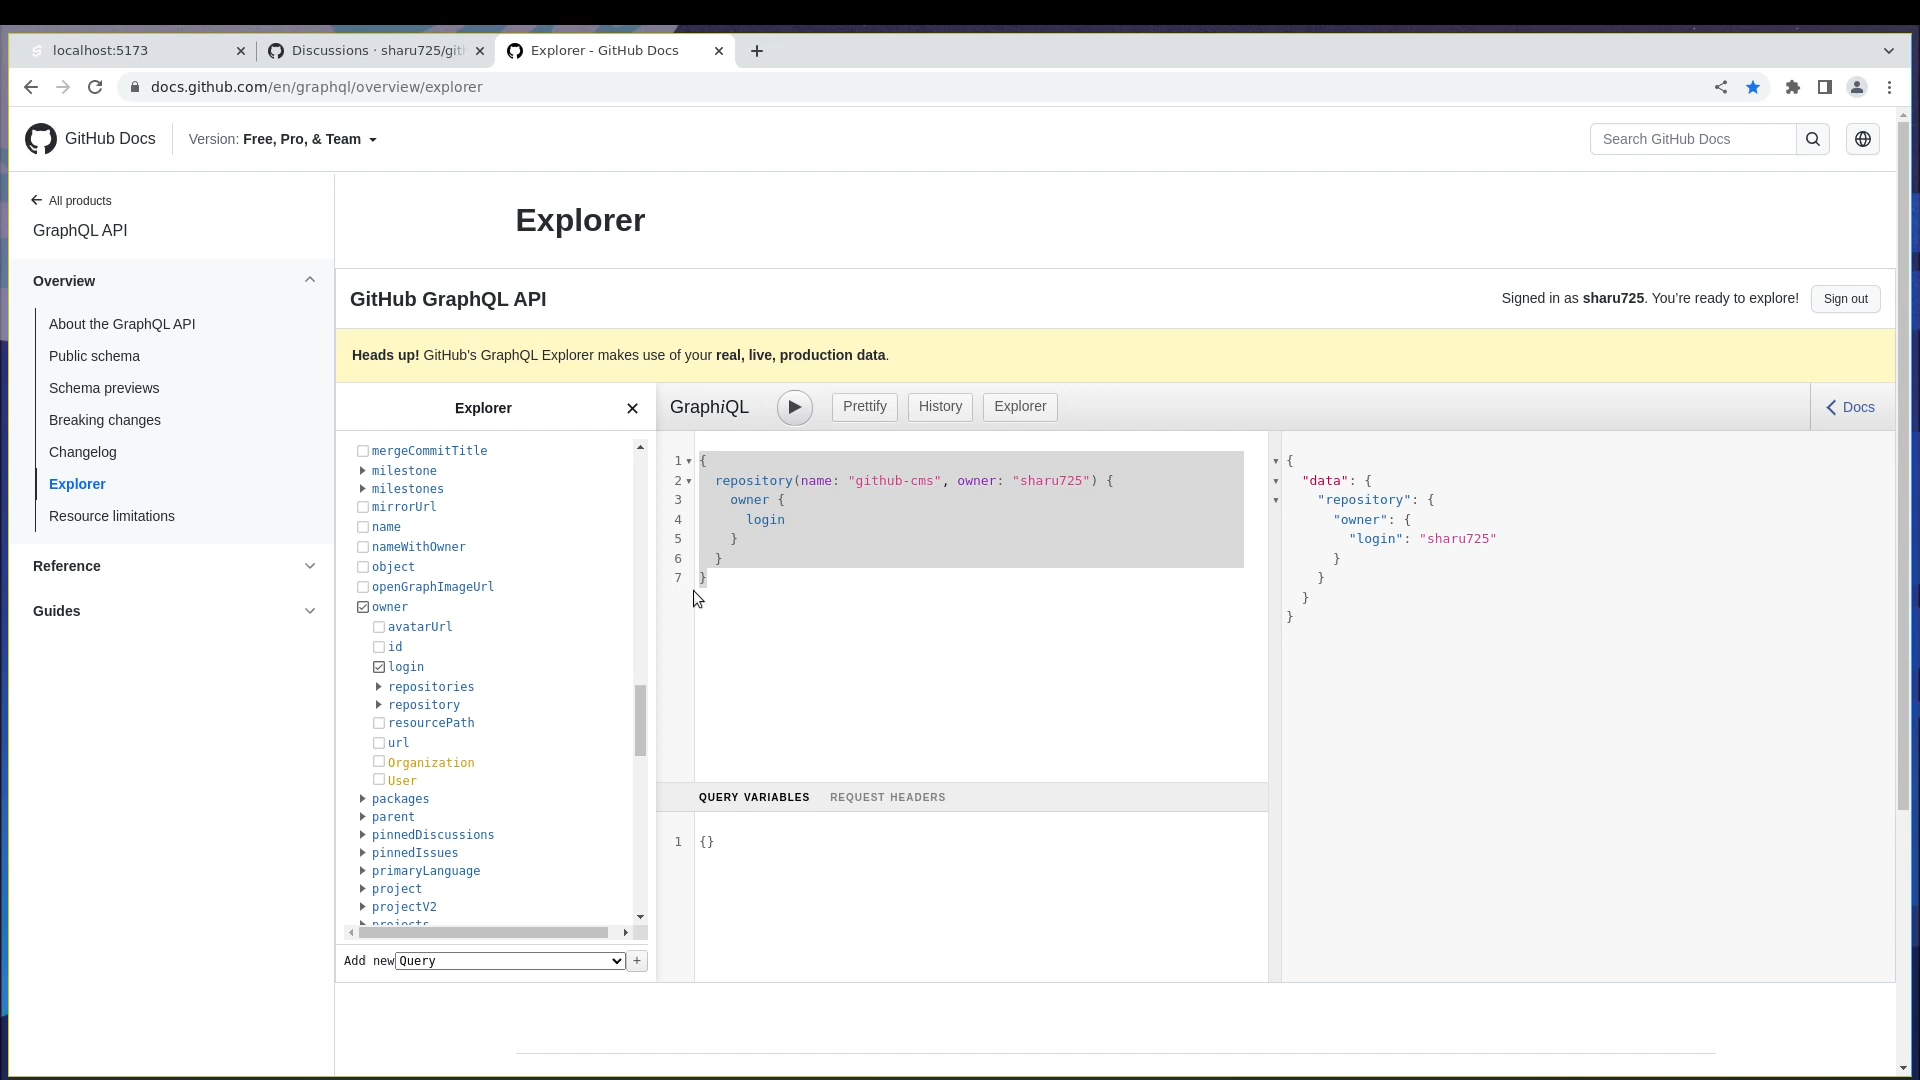 localhost:5173
Discussions · sharu725/gith
Explorer - GitHub Docs
docs.github.com/en/graphql/overview/explorer
GitHub Docs
Version: Free, Pro, & Team
Search GitHub Docs
All products
GraphQL API
Overview
About the GraphQL API
Public schema
Schema previews
Breaking changes
Changelog
Explorer
Resource limitations
Reference
Guides
Explorer
GitHub GraphQL API
Signed in as sharu725. You're ready to explore!
Sign out
Heads up! GitHub's GraphQL Explorer makes use of your real, live, production data.
Explorer
mergeCommitTitle
milestone
milestones
mirrorUrl
name
nameWithOwner
object
openGraphImageUrl
owner
avatarUrl
id
login
repositories
repository
resourcePath
url
Organization
User
packages
parent
pinnedDiscussions
pinnedIssues
primaryLanguage
project
projectV2
projects
Add new Query +
GraphiQL
Prettify
History
Explorer
Docs
1 {
2 repository(name: "github-cms", owner: "sharu725") {
3 owner {
4 login
5 }
6 }
7 }
QUERY VARIABLES
REQUEST HEADERS
1 {}
{
"data": {
"repository": {
"owner": {
"login": "sharu725"
}
}
}
}